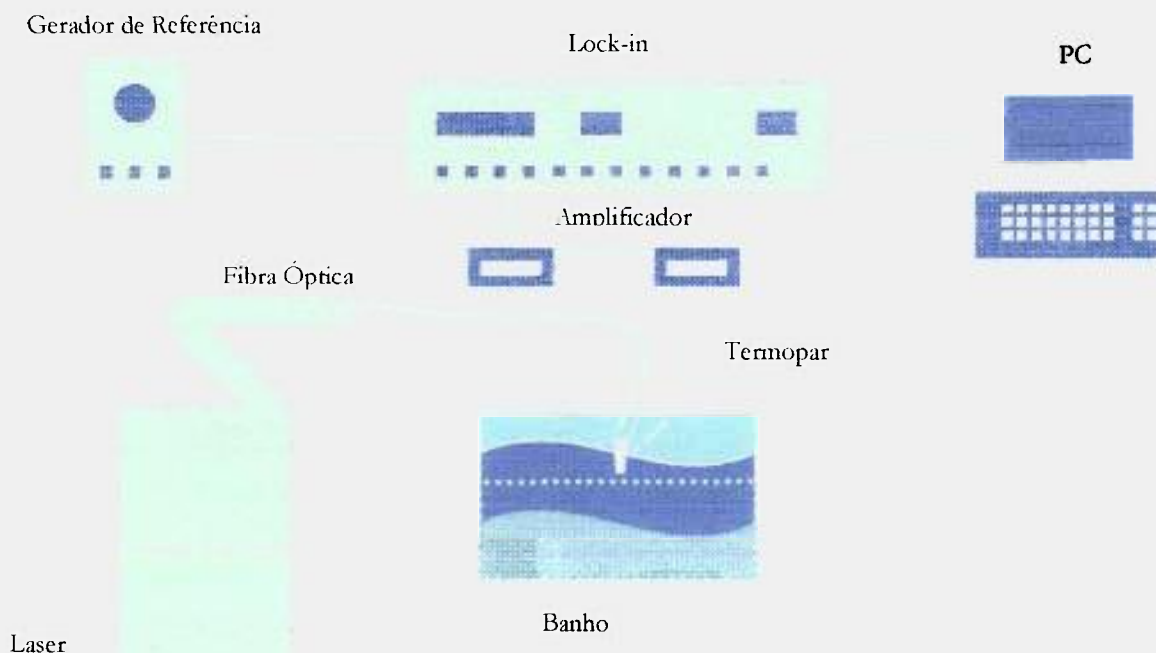 Gerador de Referência
Lock-in
PC
Amplificador
Fibra Óptica
Termopar
Banho
Laser